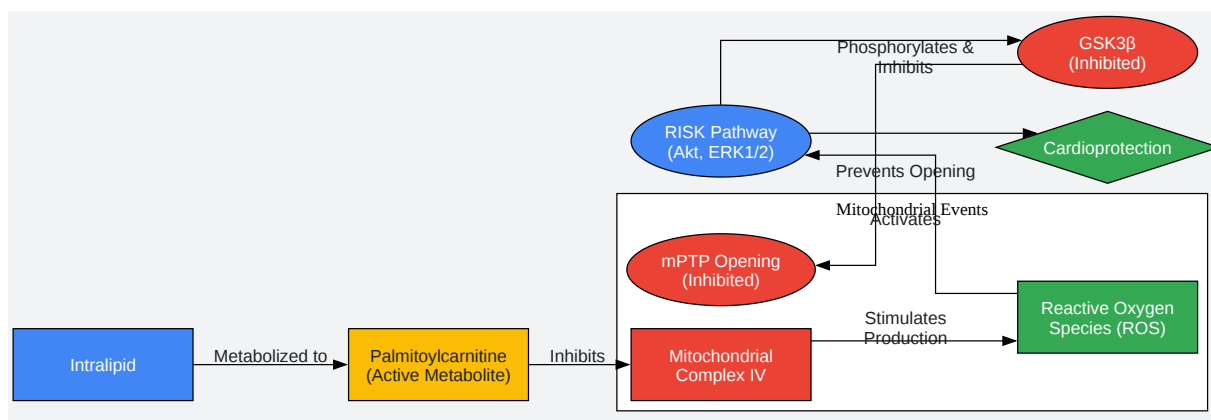 Phosphorylates &
Inhibits
GSK3β
(Inhibited)
RISK Pathway
(Akt, ERK1/2)
Cardioprotection
Prevents Opening
Mitochondrial Events
Activates
mPTP Opening
(Inhibited)
Reactive Oxygen
Species (ROS)
Stimulates
Production
Intralipid
Metabolized to
Palmitoylcarnitine
(Active Metabolite)
Inhibits
Mitochondrial
Complex IV